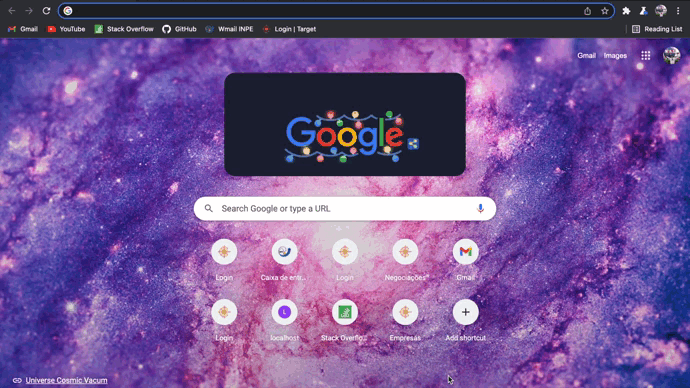 Gmail YouTube Stack Overflow GitHub Wmail INPE Login | Target Reading List
Gmail Images
Google
Search Google or type a URL
Login Caixa de entr... Login Negociações" Gmail
Login localhost Stack Overflo... Empresas Add shortcut
L
Universe Cosmic Vacum